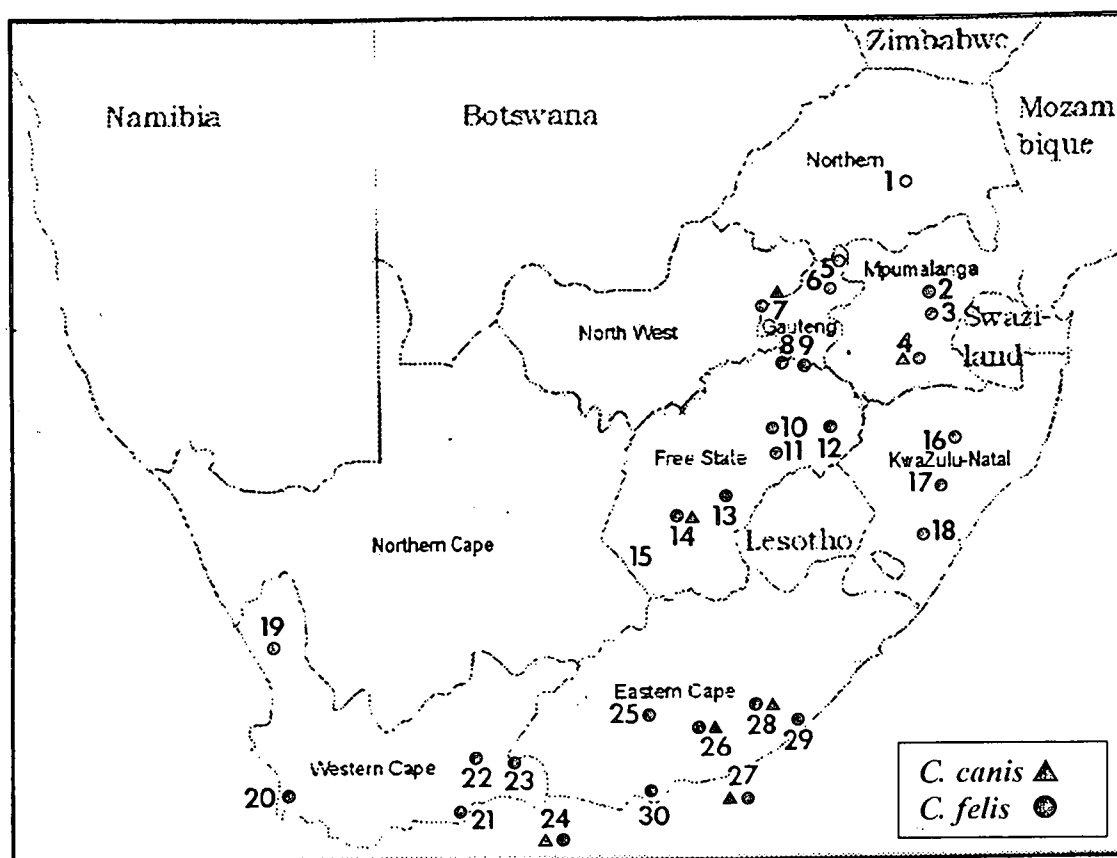 Zimbabwe
Namibia
Botswana
Mozam
bique
Northern
1
5
Mpumalanga
6
2
7
3
Swazi-
North West
Gauteng
8 9
4
land
10
12
16
Free State
11
KwaZulu-Natal
17
13
14
18
Lesotho
15
Northern Cape
19
Eastern Cape
25
28
26
29
22
23
Western Cape
27
C. canis
20
21
24
30
C. felis